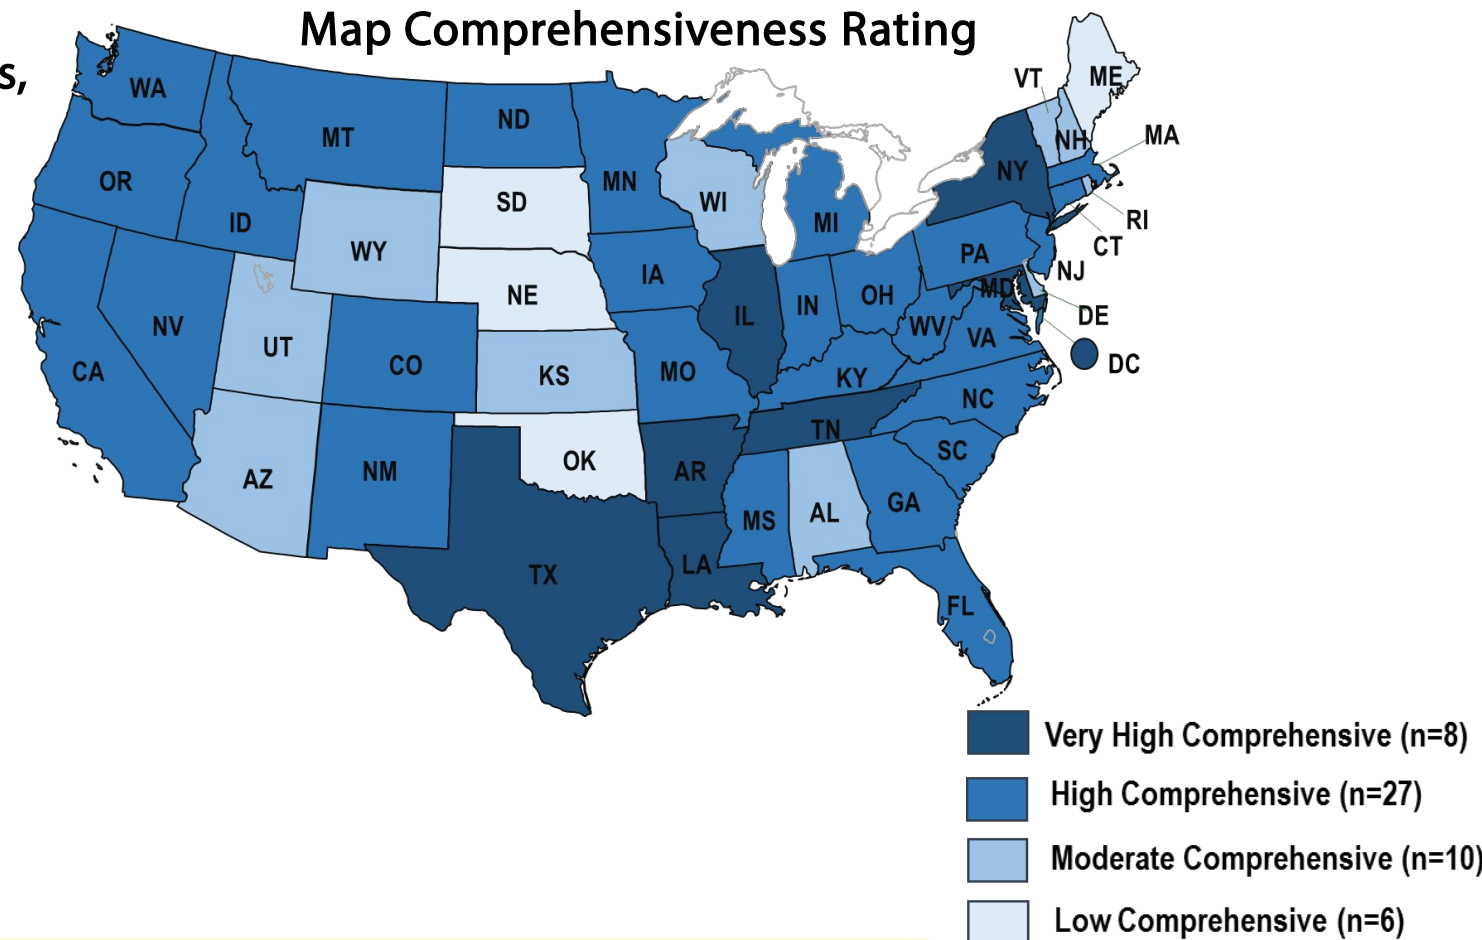 Map Comprehensiveness Rating
s,
WA
MT
ND
MN
VT
ME
NH
MA
OR
ID
SD
WI
MI
NY
RI
CT
WY
IA
PA
NJ
NE
IL
IN
OH
MD
DE
NV
UT
CO
KS
MO
WV
VA
DC
CA
KY
NC
AZ
NM
OK
AR
TN
SC
TX
LA
MS
AL
GA
FL
Very High Comprehensive (n=8)
High Comprehensive (n=27)
Moderate Comprehensive (n=10)
Low Comprehensive (n=6)